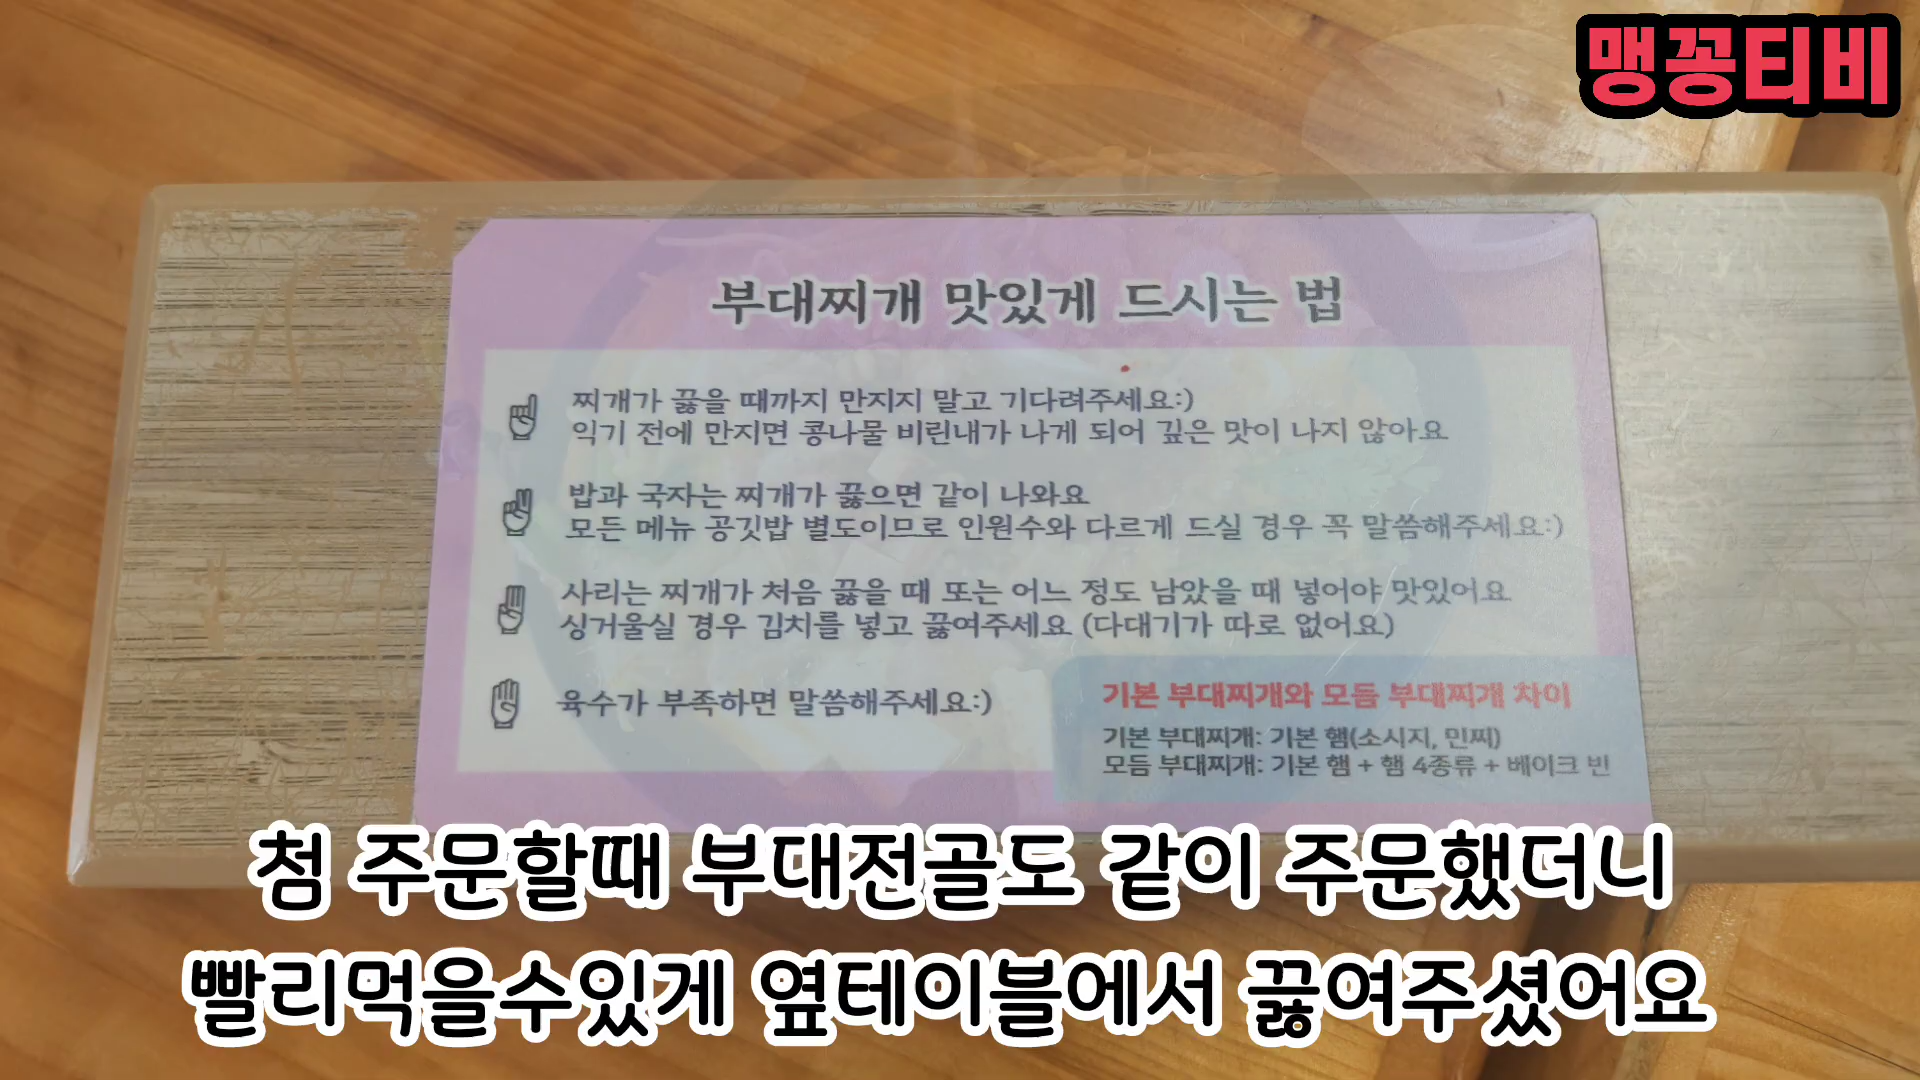 맹꽁티비
부대찌개 맛있게 드시는 법
찌개가 끓을 때까지 만지지 말고 기다려주세요:)
익기 전에 만지면 콩나물 비린내가 나게 되어 깊은 맛이 나지 않아요
밥과 국자는 찌개가 끓으면 같이 나와요
모든 메뉴 공깃밥 별도이므로 인원수와 다르게 드실 경우 꼭 말씀해주세요:)
사리는 찌개가 처음 끓을 때 또는 어느 정도 남았을 때 넣어야 맛있어요
싱거울실 경우 김치를 넣고 끓여주세요 (다대기가 따로 없어요)
육수가 부족하면 말씀해주세요:)
기본 부대찌개와 모듬 부대찌개 차이
기본 부대찌개: 기본 햄(소시지, 민찌)
모듬 부대찌개: 기본 햄 + 햄 4종류 + 베이크 빈
첨 주문할때 부대전골도 같이 주문했더니
빨리먹을수있게 옆테이블에서 끓여주셨어요